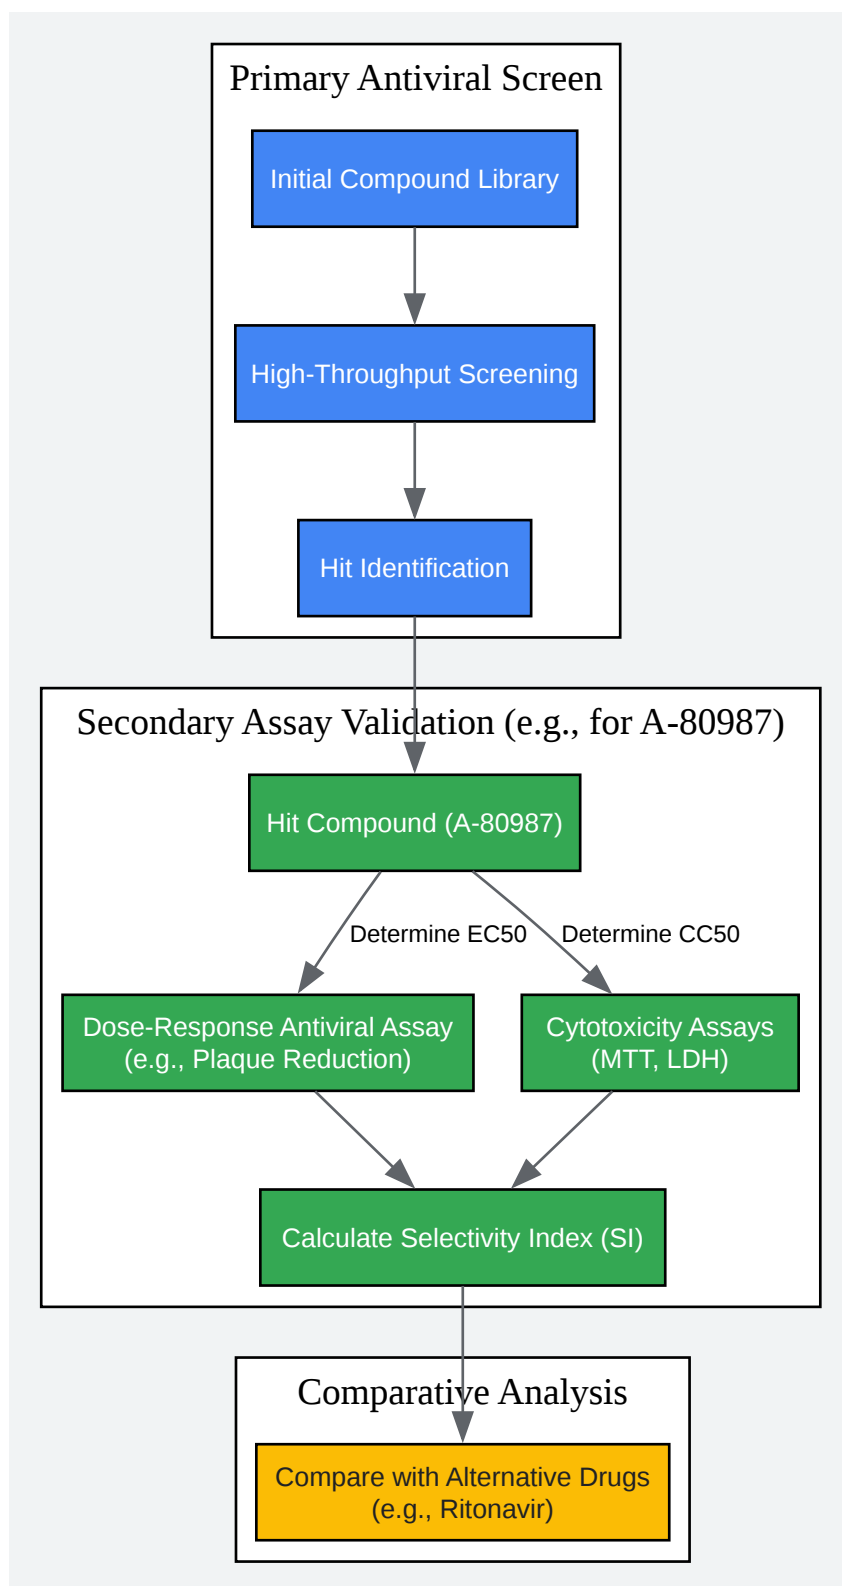 Primary Antiviral Screen
Initial Compound Library
High-Throughput Screening
Hit Identification
Secondary Assay Validation (e.g., for A-80987)
Hit Compound (A-80987)
Determine EC50
Determine CC50
Dose-Response Antiviral Assay
(e.g., Plaque Reduction)
Cytotoxicity Assays
(MTT, LDH)
Calculate Selectivity Index (SI)
Comparative Analysis
Compare with Alternative Drugs
(e.g., Ritonavir)